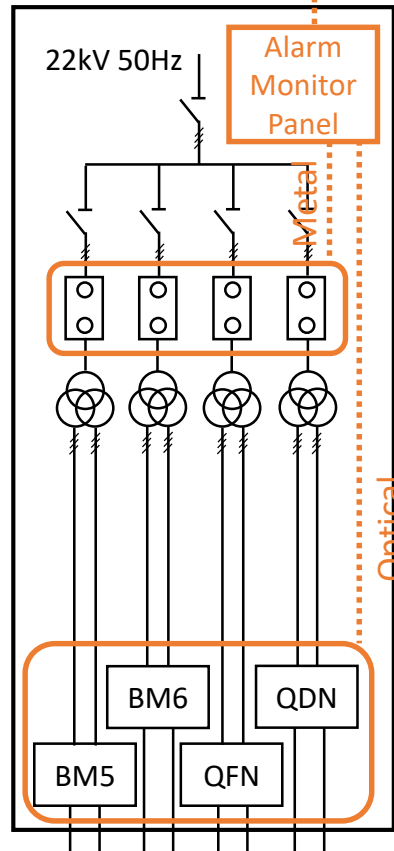 22kV 50Hz
Alarm
Monitor
Panel
Metal
Optical
BM6
QDN
BM5
QFN